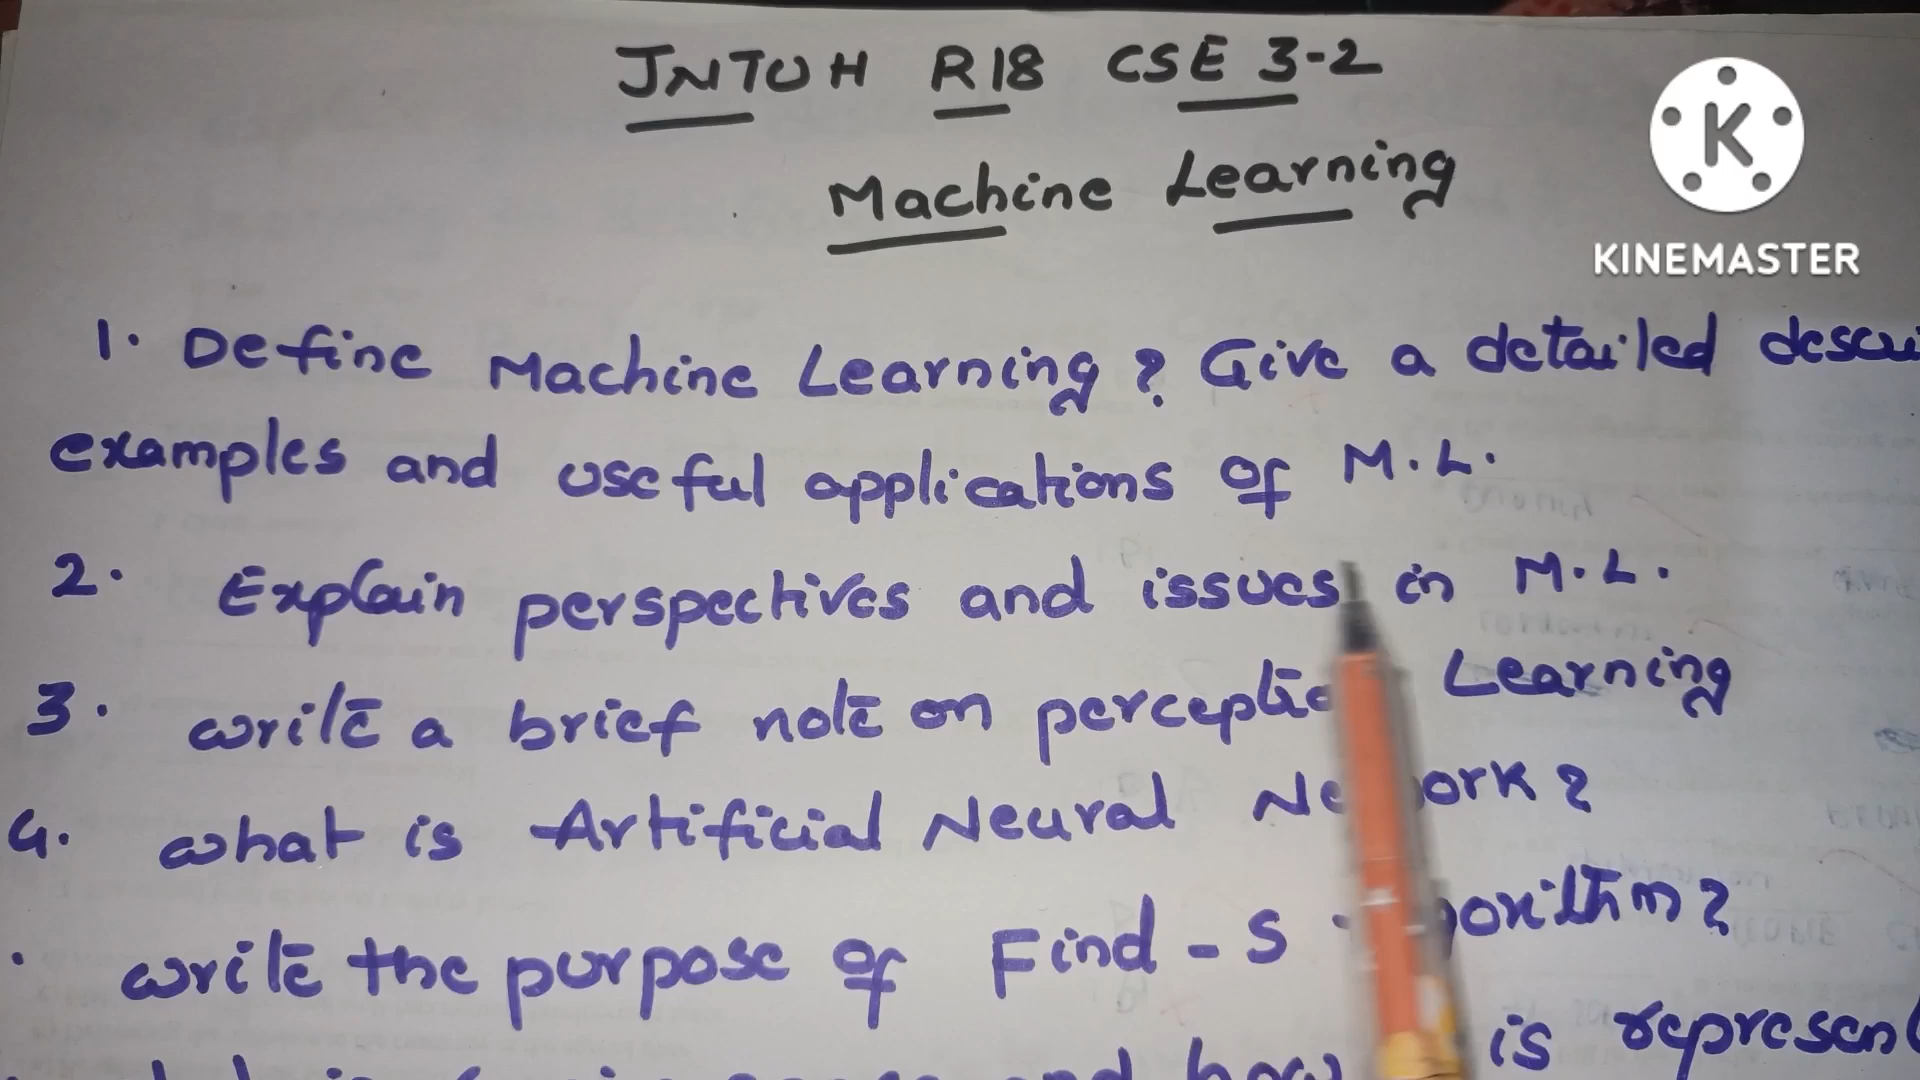 JNTUH R18 CSE 3-2
Machine Learning
KINEMASTER
1. Define Machine Learning? Give a detailed
examples and useful applications of M.L.
2. Explain perspectives and issues in M.L.
3. write a brief note on Learning
4. what is Artificial Neural
write the purpose of Find-S
and how is